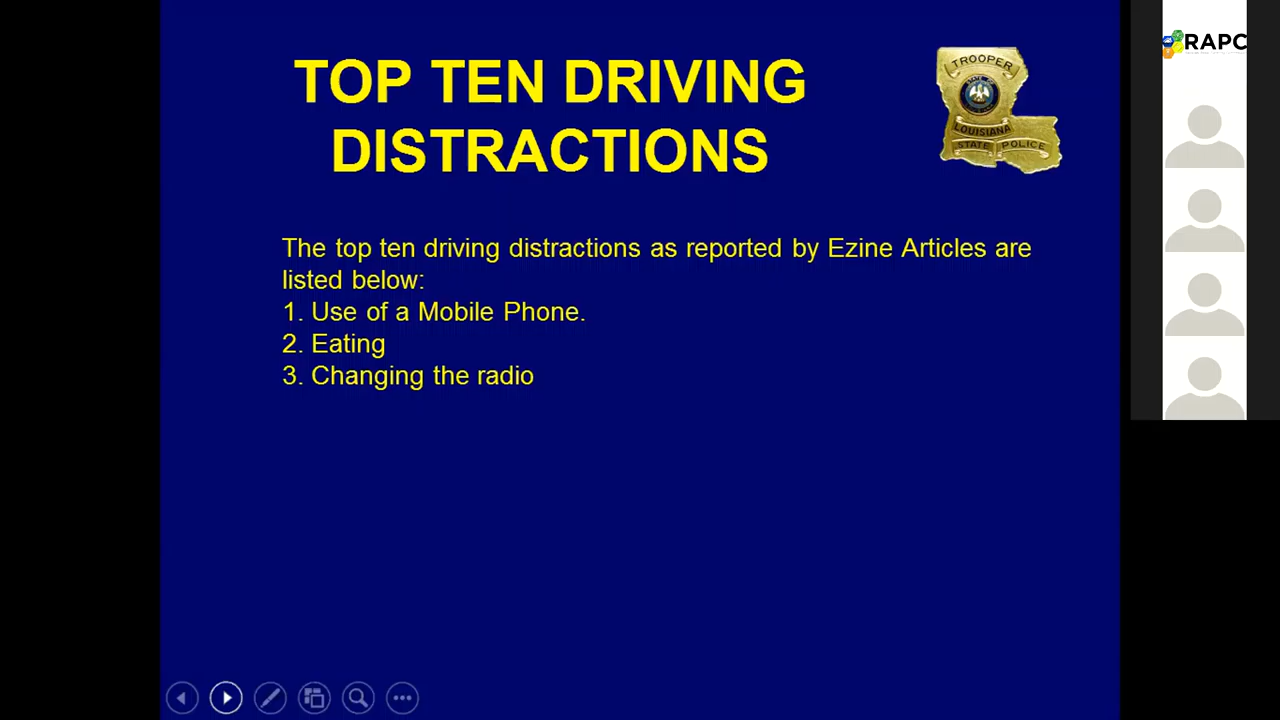 TOP TEN DRIVING
DISTRACTIONS
TROOPER
LOUISIANA
STATE POLICE
The top ten driving distractions as reported by Ezine Articles are
listed below:
1. Use of a Mobile Phone.
2. Eating
3. Changing the radio
RAPC